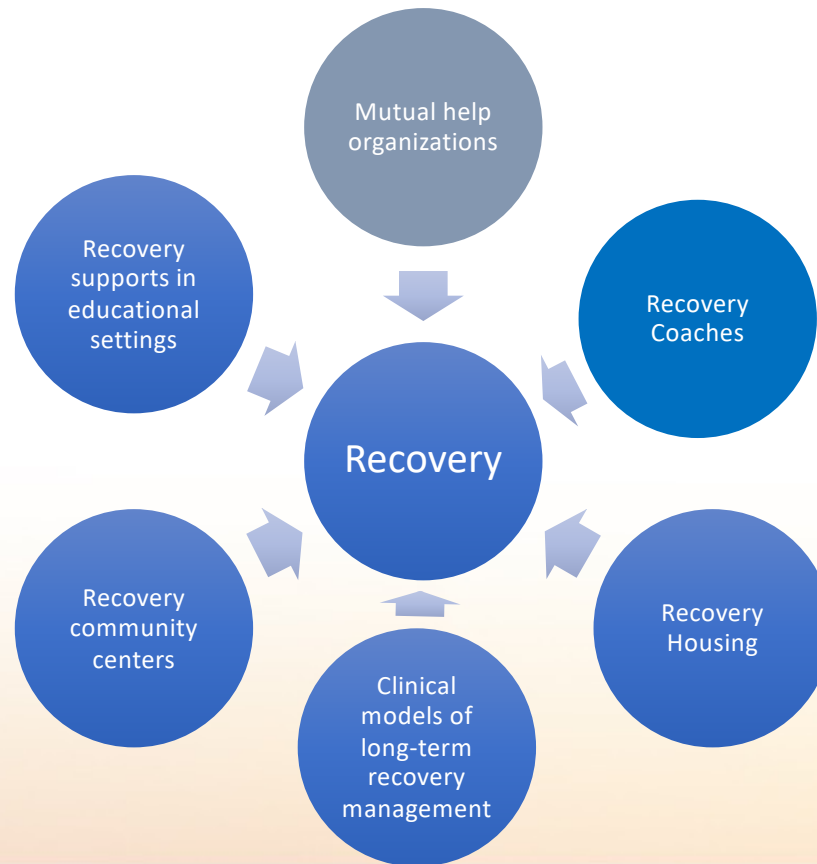 Mutual help
organizations
Recovery
supports in
educational
settings
Recovery
Coaches
Recovery
Recovery
community
centers
Recovery
Housing
Clinical
models of
long-term
recovery
management